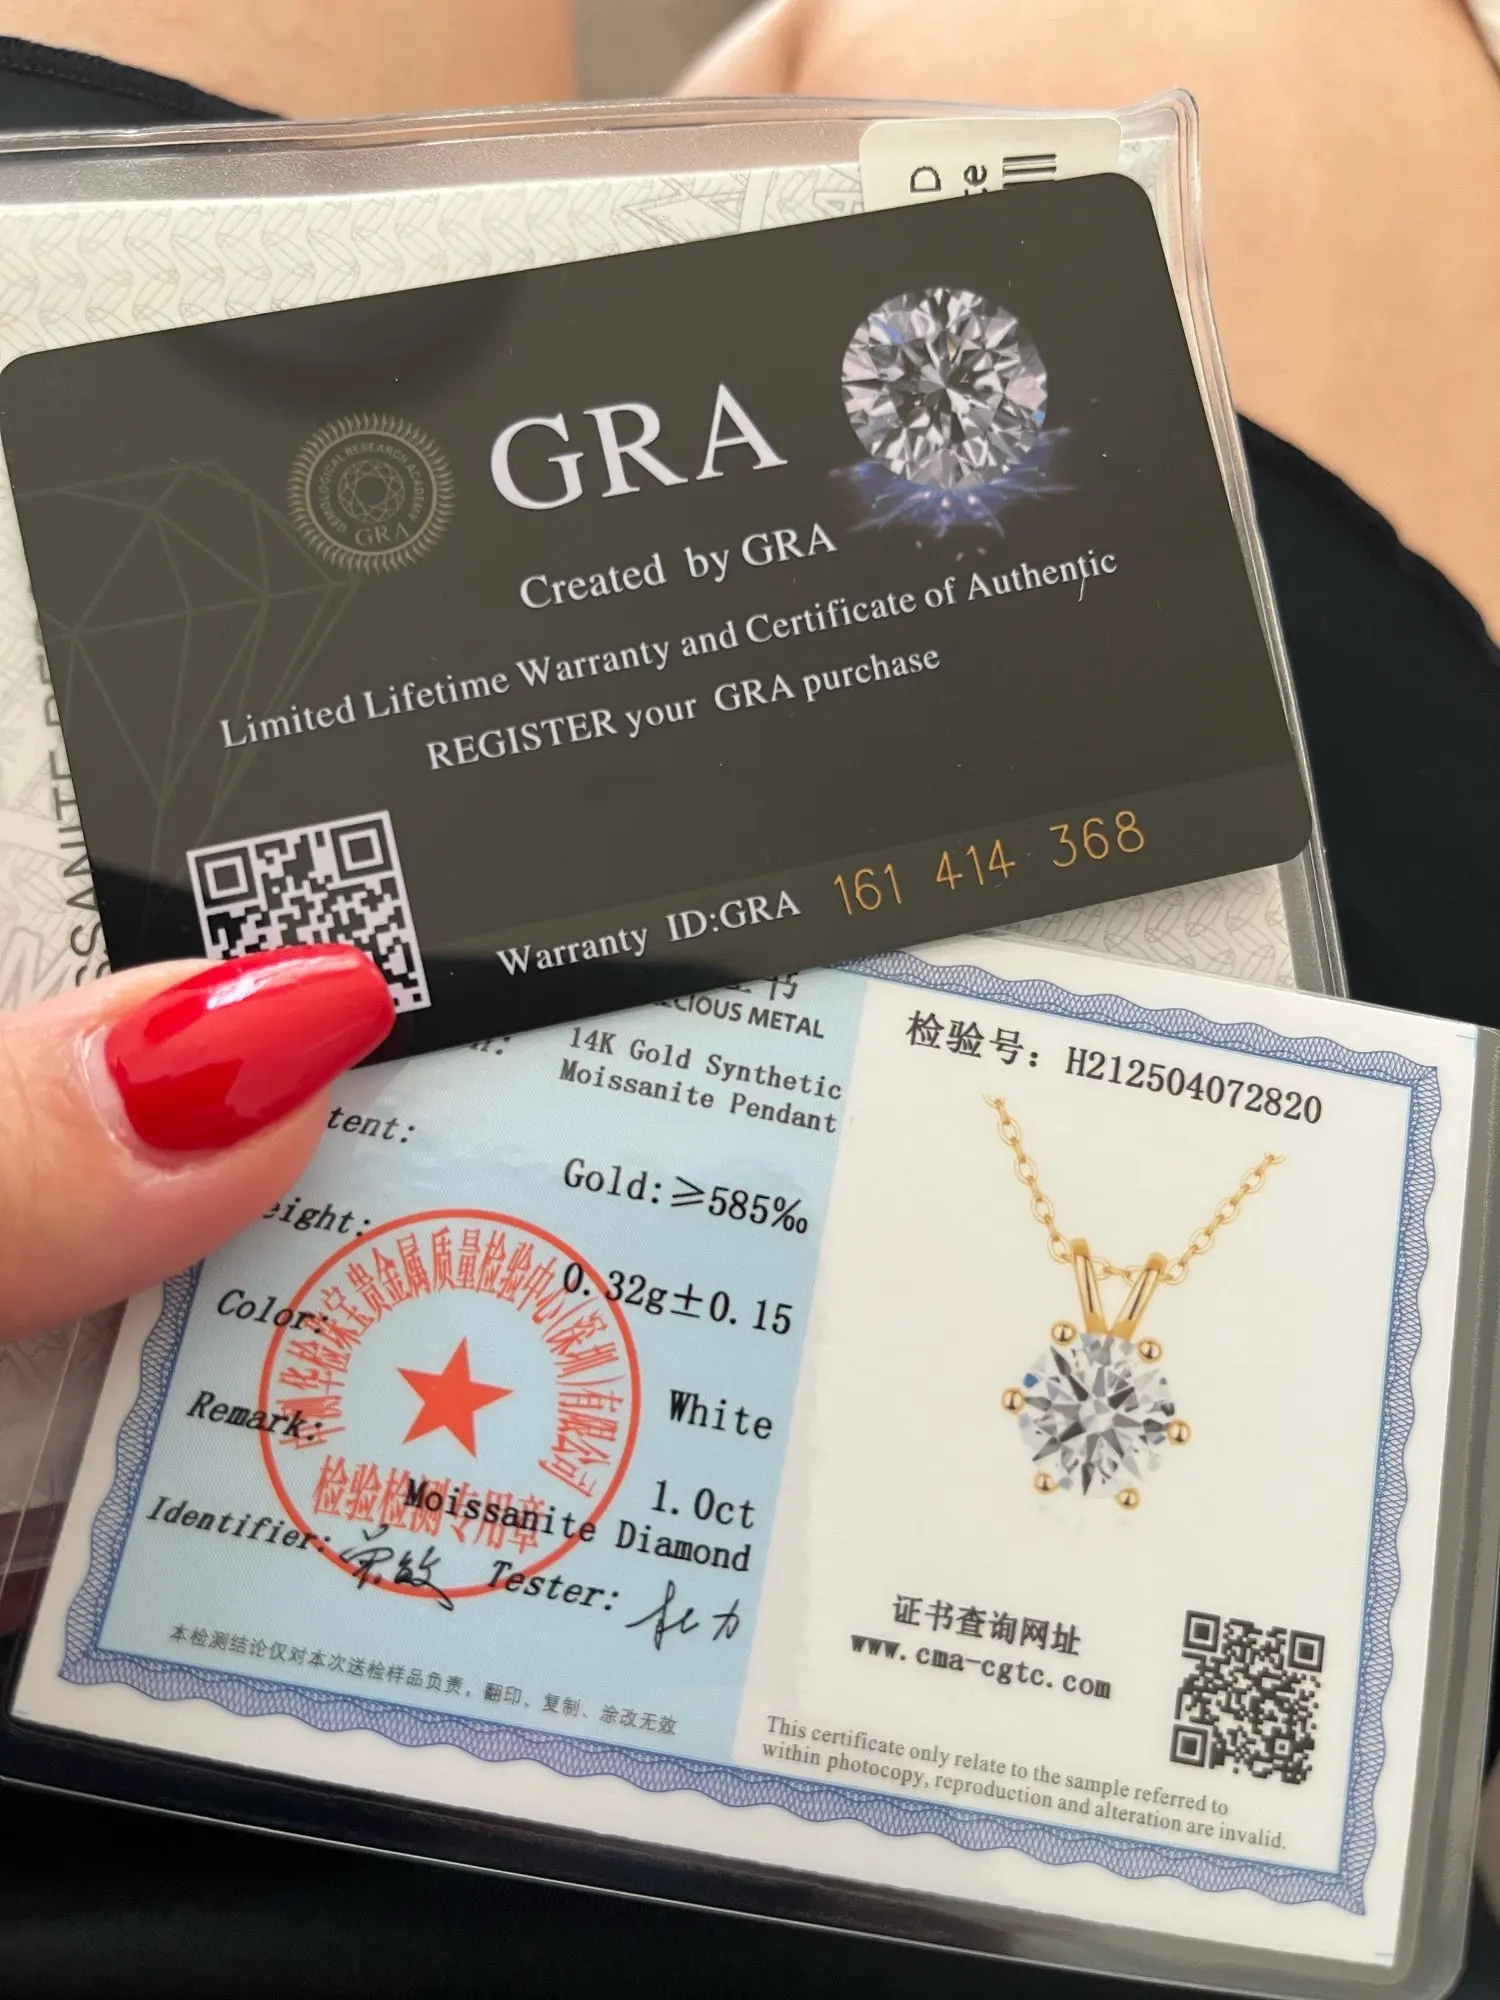 D
te
GEMOLOGICAL RESEARCH ACADEMY
GRA
GRA
Created by GRA
Limited Lifetime Warranty and Certificate of Authentic
REGISTER your GRA purchase
Warranty ID:GRA 161 414 368
METAL
14K Gold Synthetic
Moissanite Pendant
tent:
Gold:≥585‰
eight:
0.32g±0.15
Color:
White
Remark:
1.0ct
Moissanite Diamond
Identifier:
Tester:
检验检测专用章
本检测结论仅对本次送检样品负责，翻印、复制、涂改无效
检验号：H212504072820
证书查询网址
www.cma-cgtc.com
This certificate only relate to the sample referred to
within photocopy, reproduction and alteration are invalid.